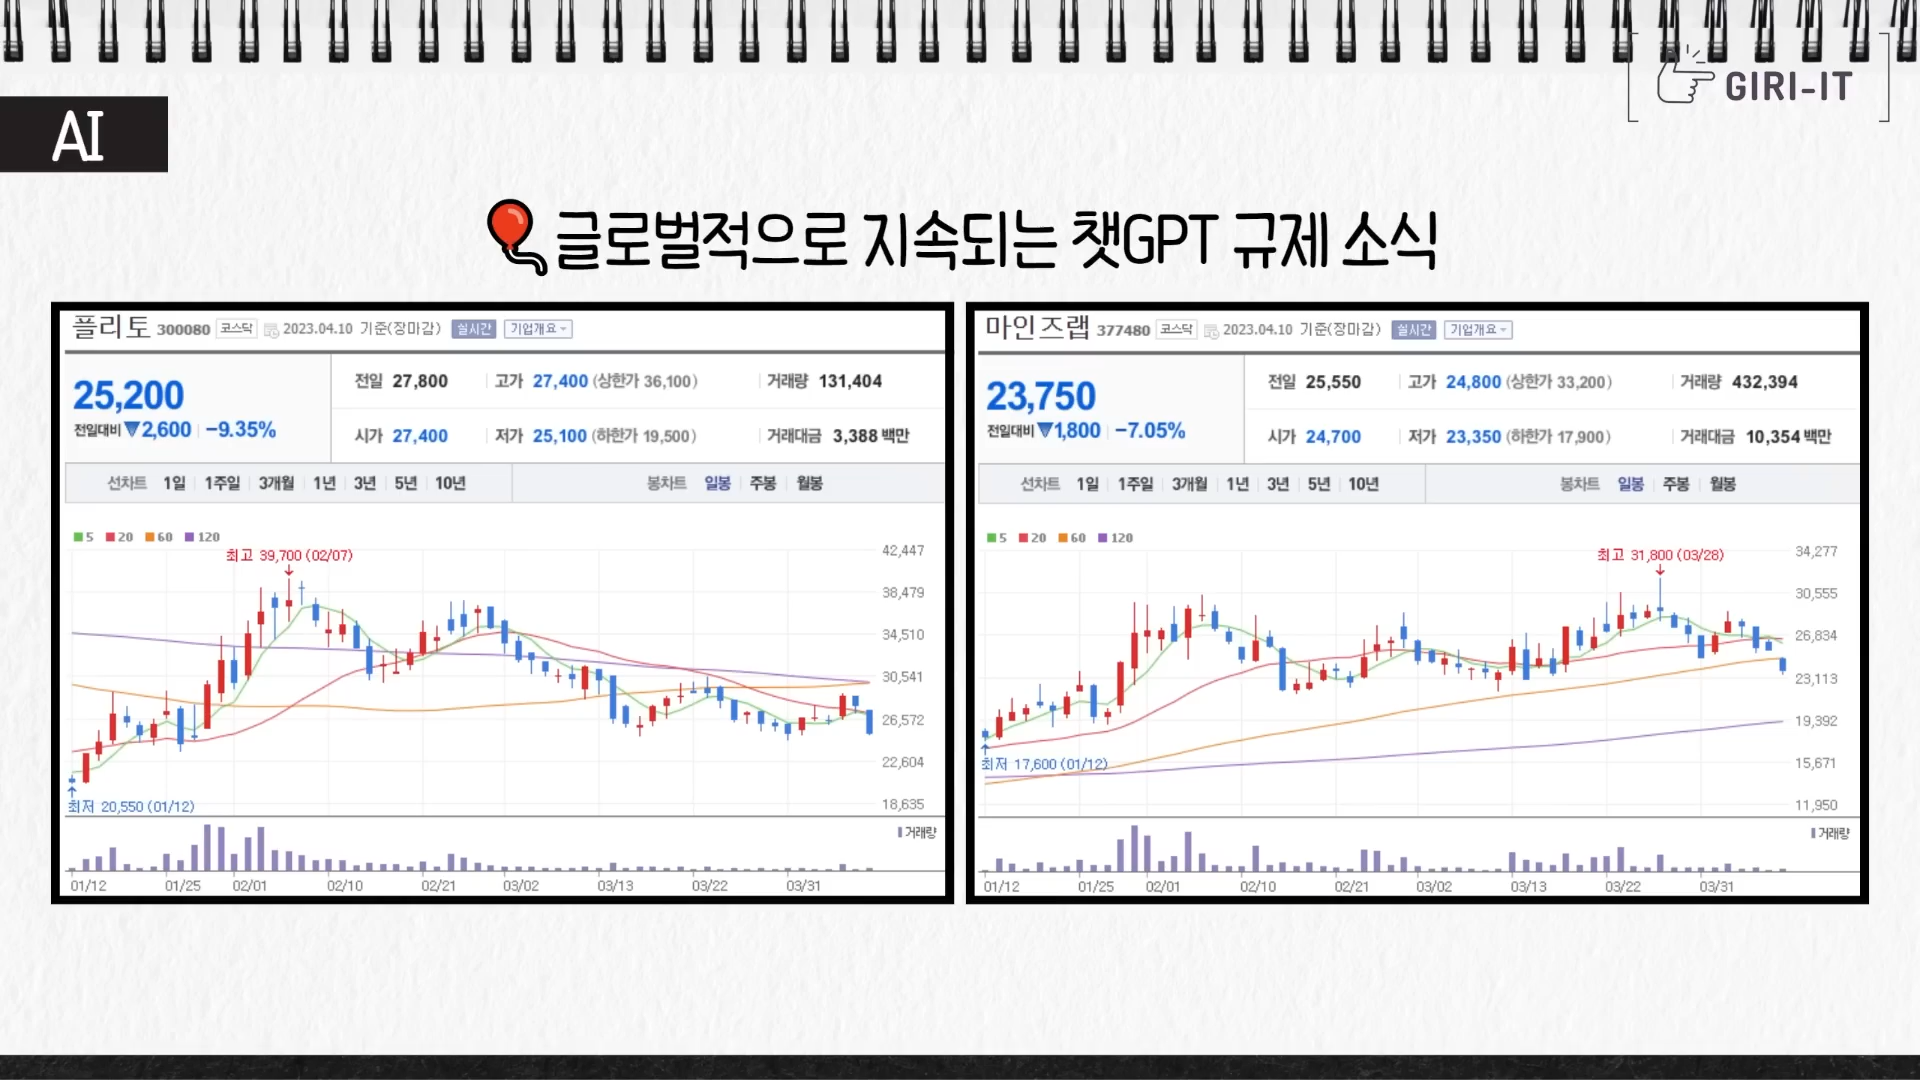 GIRI-IT
AI
글로벌적으로 지속되는 챗GPT 규제 소식
플리토 300080 코스닥 2023.04.10 기준(장마감) 실시간 기업개요
25,200
전일대비 ▼2,600 -9.35%
전일 27,800 고가 27,400 (상한가 36,100) 거래량 131,404
시가 27,400 저가 25,100 (하한가 19,500) 거래대금 3,388 백만
선차트 1일 1주일 3개월 1년 3년 5년 10년 봉차트 일봉 주봉 월봉
5 20 60 120
최고 39,700 (02/07)
42,447
38,479
34,510
30,541
26,572
22,604
18,635
최저 20,550 (01/12)
거래량
01/12 01/25 02/01 02/10 02/21 03/02 03/13 03/22 03/31
마인즈랩 377480 코스닥 2023.04.10 기준(장마감) 실시간 기업개요
23,750
전일대비 ▼1,800 -7.05%
전일 25,550 고가 24,800 (상한가 33,200) 거래량 432,394
시가 24,700 저가 23,350 (하한가 17,900) 거래대금 10,354 백만
선차트 1일 1주일 3개월 1년 3년 5년 10년 봉차트 일봉 주봉 월봉
5 20 60 120
최고 31,800 (03/28)
34,277
30,555
26,834
23,113
19,392
15,671
11,950
최저 17,600 (01/12)
거래량
01/12 01/25 02/01 02/10 02/21 03/02 03/13 03/22 03/31